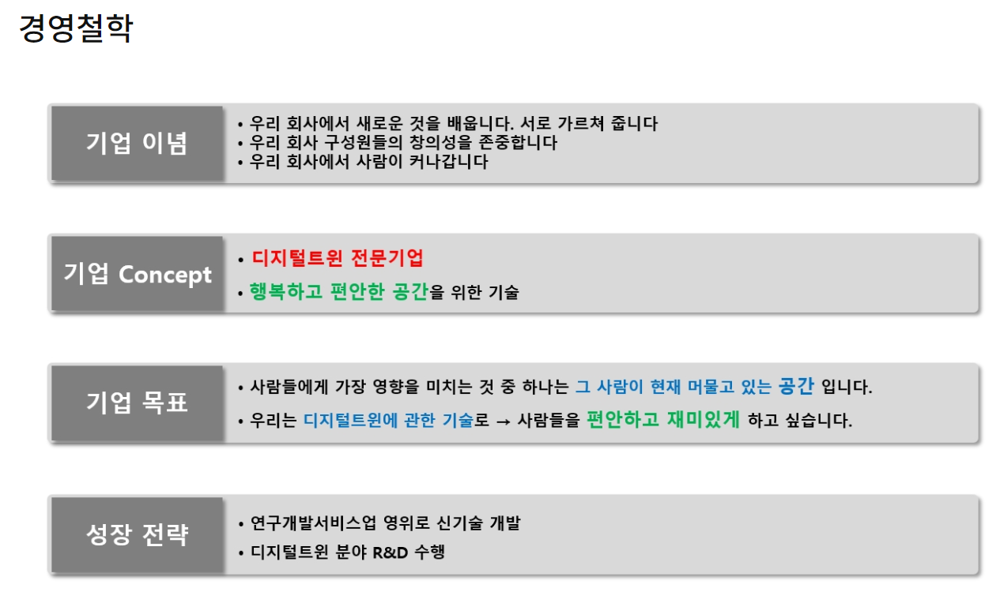 경영철학
기업 이념
• 우리 회사에서 새로운 것을 배웁니다. 서로 가르쳐 줍니다
• 우리 회사 구성원들의 창의성을 존중합니다
• 우리 회사에서 사람이 커나갑니다
기업 Concept
• 디지털트윈 전문기업
• 행복하고 편안한 공간을 위한 기술
기업 목표
• 사람들에게 가장 영향을 미치는 것 중 하나는 그 사람이 현재 머물고 있는 공간 입니다.
• 우리는 디지털트윈에 관한 기술로 → 사람들을 편안하고 재미있게 하고 싶습니다.
성장 전략
• 연구개발서비스업 영위로 신기술 개발
• 디지털트윈 분야 R&D 수행